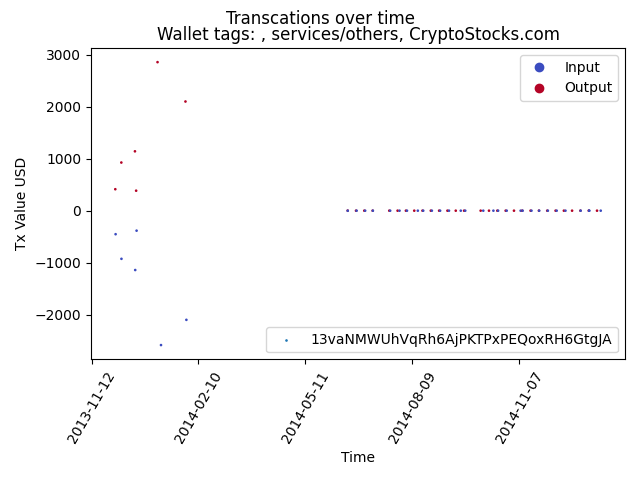 Transcations over time
Wallet tags: , services/others, CryptoStocks.com
3000
2000
1000
0
−1000
−2000
Tx Value USD
Input
Output
13vaNMWUhVqRh6AjPKTPxPEQoxRH6GtgJA
2013-11-12
2014-02-10
2014-05-11
2014-08-09
2014-11-07
Time